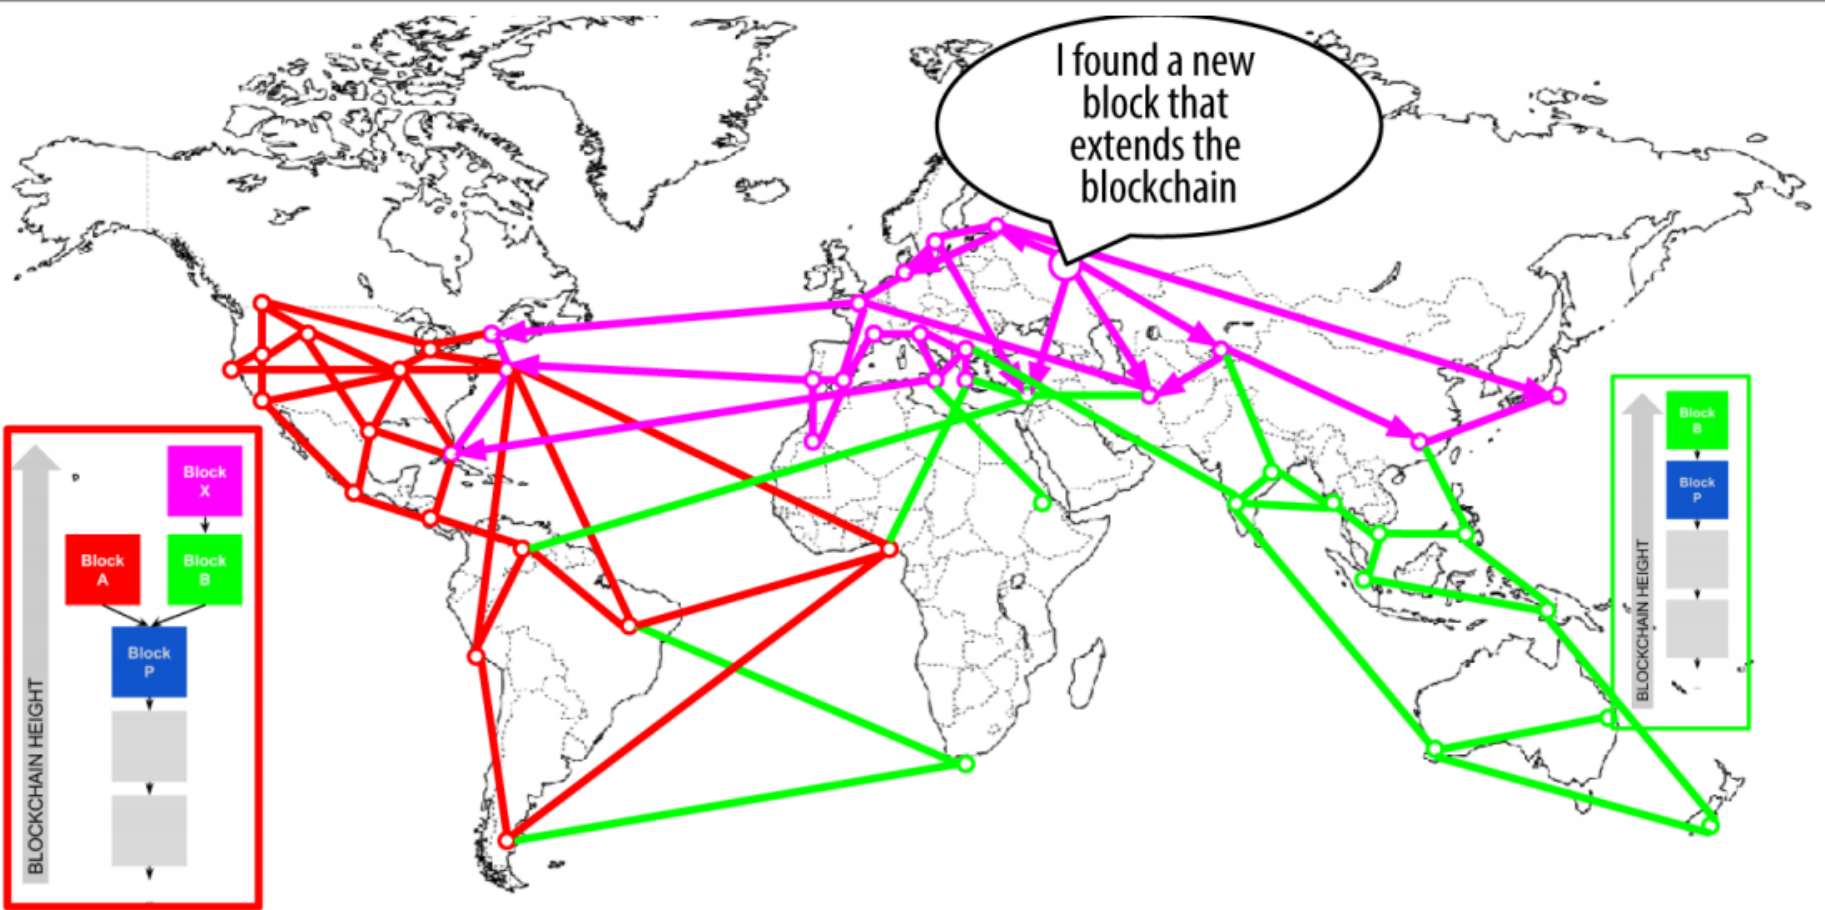 I found a new
block that
extends the
blockchain
BLOCKCHAIN HEIGHT
Block
X
Block
A
Block
B
Block
P
BLOCKCHAIN HEIGHT
Block
B
Block
P